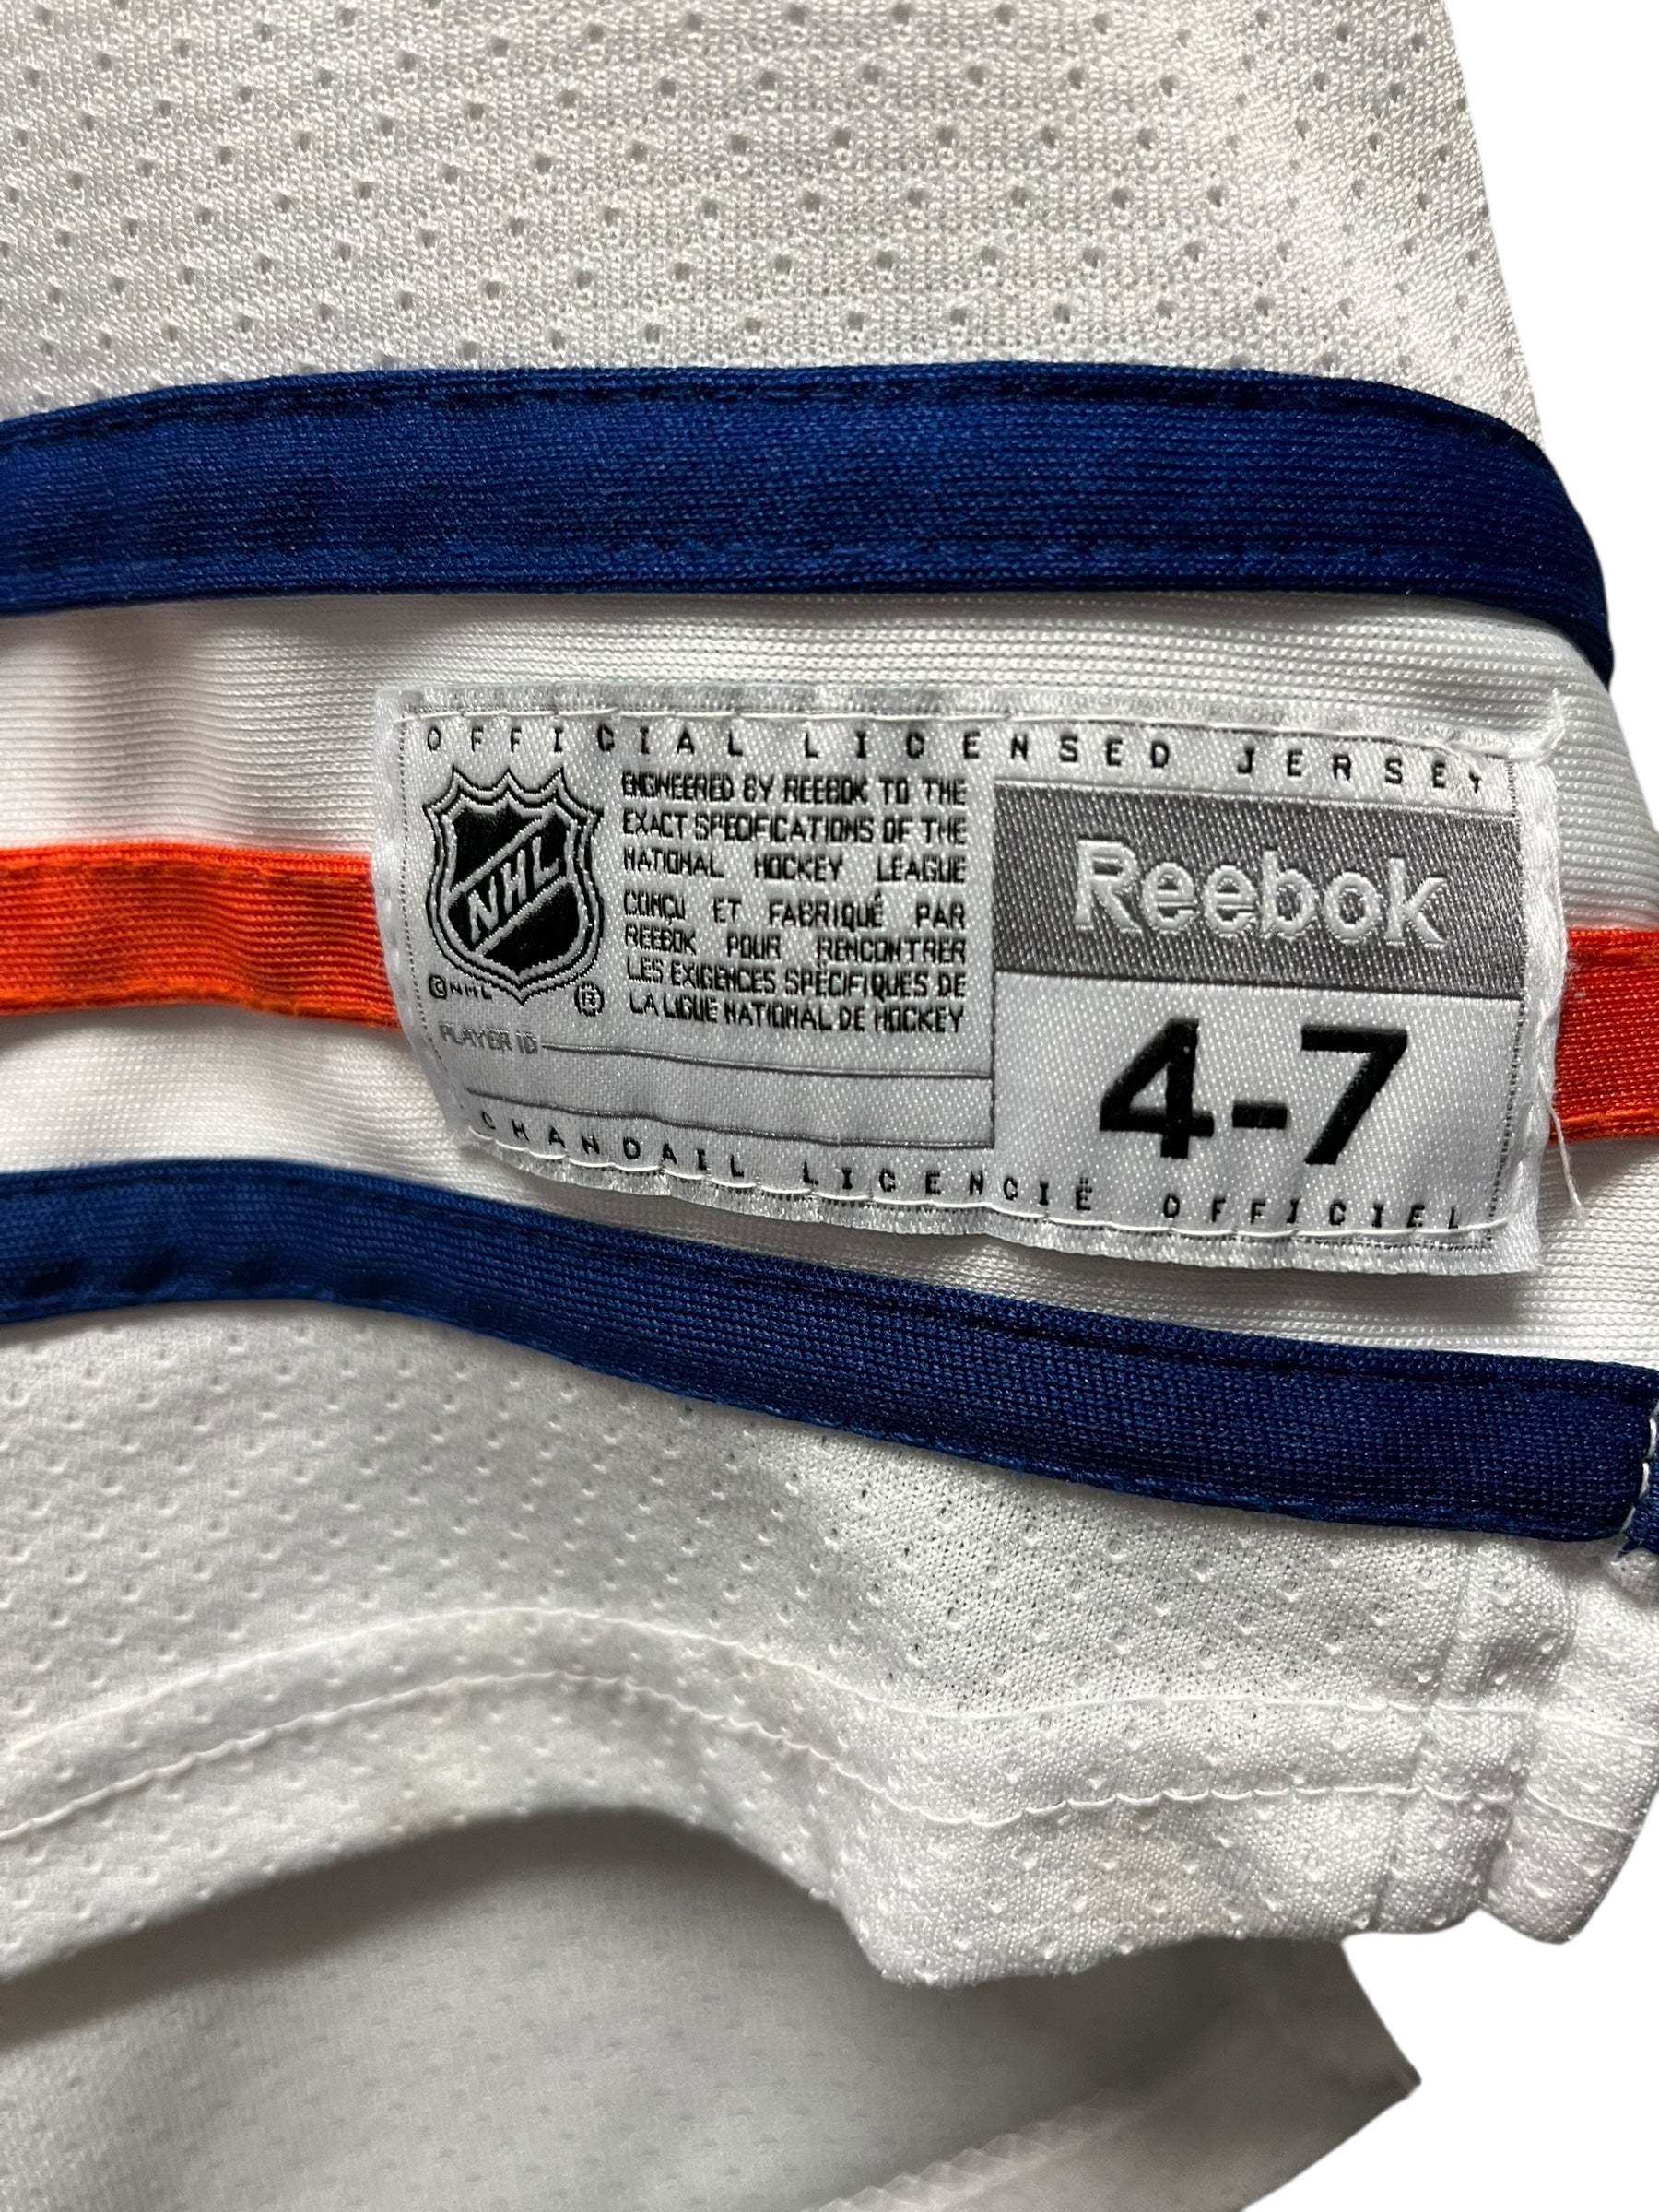 OFFICIAL LICENSED JERSEY
NHL
©NHL ®
ENGINEERED BY REEBOK TO THE
EXACT SPECIFICATIONS OF THE
NATIONAL HOCKEY LEAGUE
CONÇU ET FABRIQUÉ PAR
REEBOK POUR RENCONTRER
LES EXIGENCES SPÉCIFIQUES DE
LA LIGUE NATIONAL DE HOCKEY
PLAYER ID
Reebok
4-7
CHANDAIL LICENCIÉ OFFICIEL